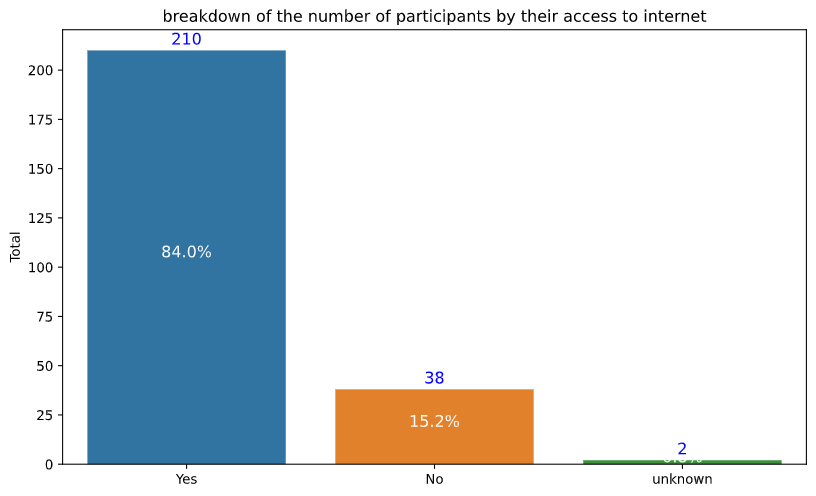 breakdown of the number of participants by their access to internet
210
200
175
150
125
100
75
50
25
0
Total
84.0%
38
15.2%
2
Yes
No
unknown